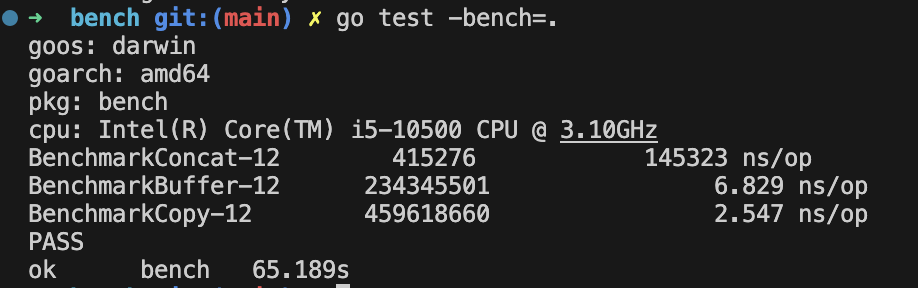 ➜ bench git:(main) ✗ go test -bench=.
goos: darwin
goarch: amd64
pkg: bench
cpu: Intel(R) Core(TM) i5-10500 CPU @ 3.10GHz
BenchmarkConcat-12 415276 145323 ns/op
BenchmarkBuffer-12 234345501 6.829 ns/op
BenchmarkCopy-12 459618660 2.547 ns/op
PASS
ok bench 65.189s